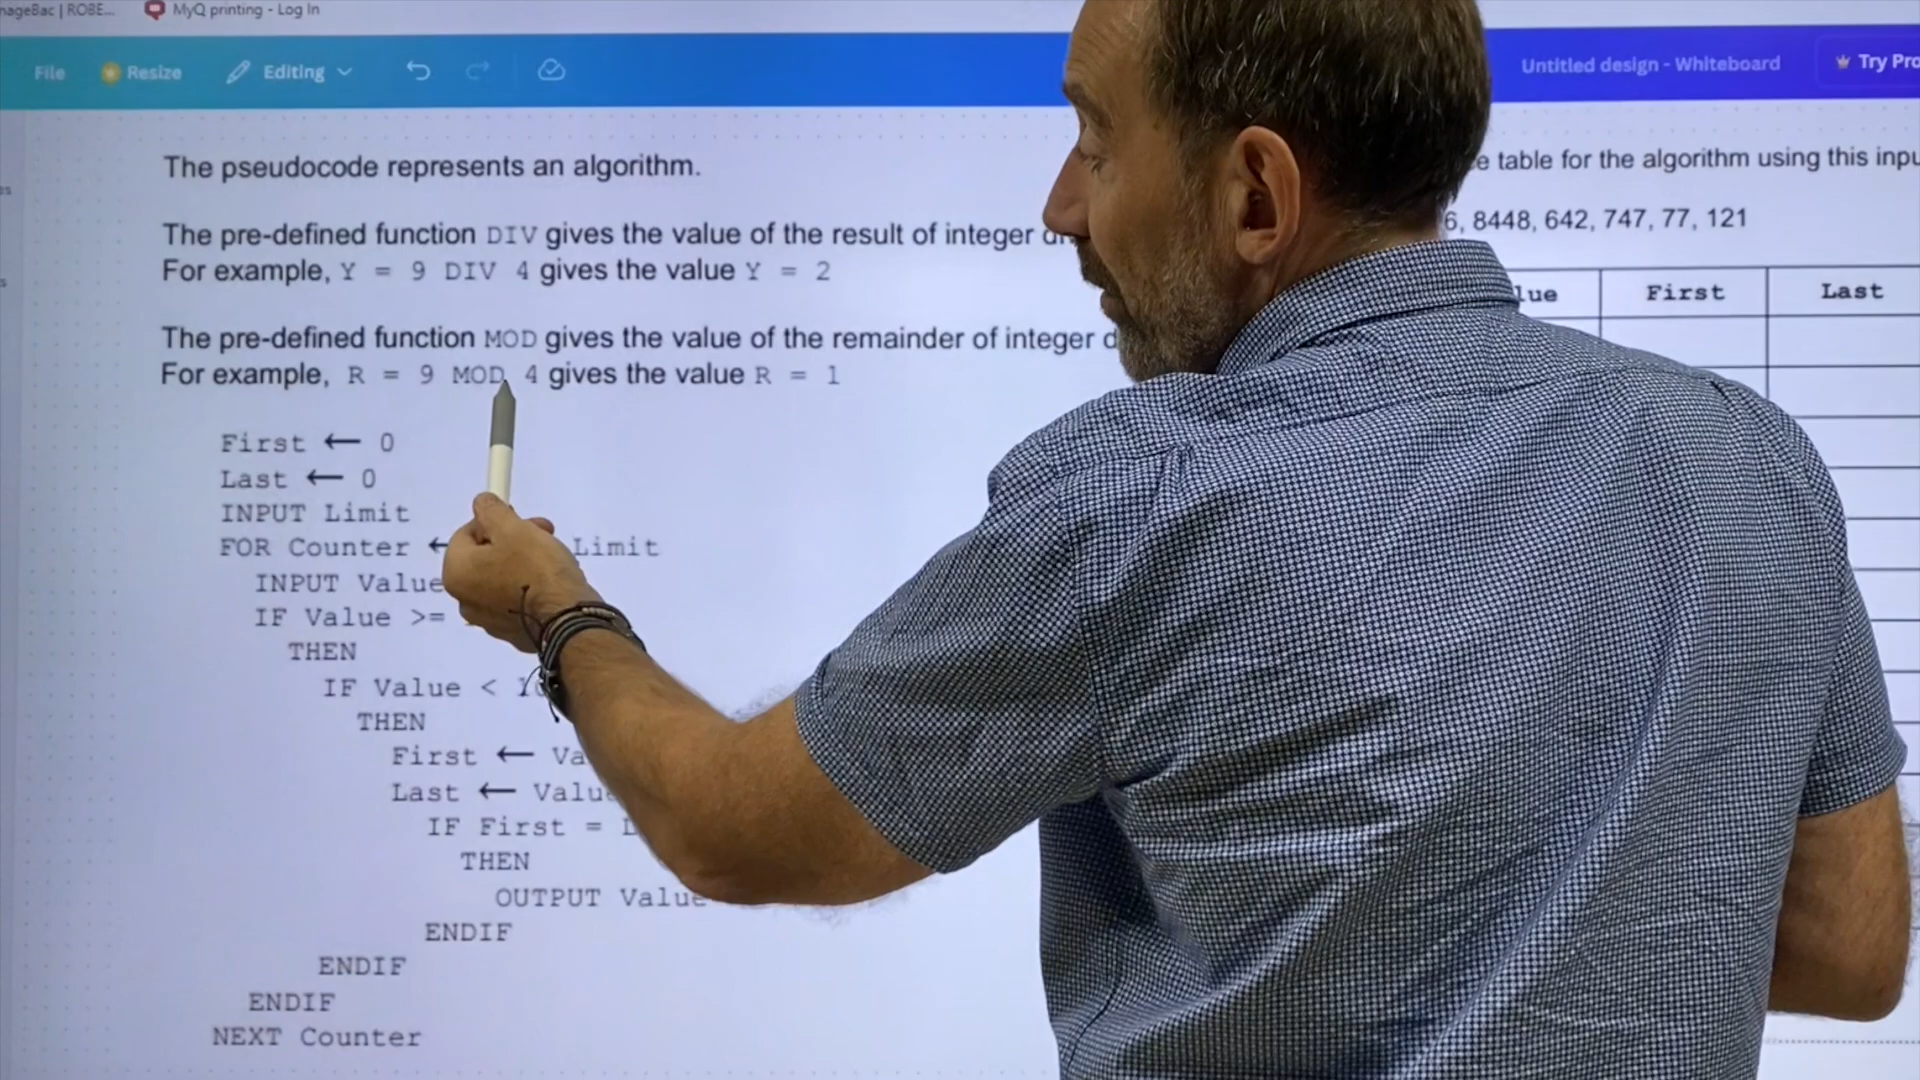 MyQ printing - Log In
File Resize Editing Untitled design - Whiteboard Try Pro
The pseudocode represents an algorithm.
The pre-defined function DIV gives the value of the result of integer
For example, Y = 9 DIV 4 gives the value Y = 2
The pre-defined function MOD gives the value of the remainder of integer
For example, R = 9 MOD 4 gives the value R = 1
First ← 0
Last ← 0
INPUT Limit
FOR Counter ← Limit
INPUT Value
IF Value >=
THEN
IF Value <
THEN
First ←
Last ← Value
IF First =
THEN
OUTPUT Value
ENDIF
ENDIF
ENDIF
NEXT Counter
table for the algorithm using this
6, 8448, 642, 747, 77, 121
First Last